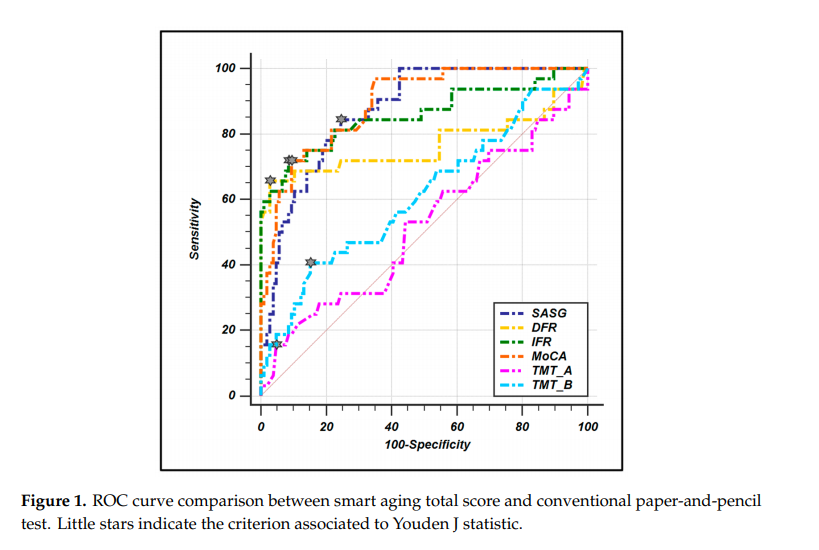 100
80
60
40
20
0
Sensitivity
0 20 40 60 80 100
100-Specificity
SASG
DFR
IFR
MoCA
TMT_A
TMT_B
Figure 1. ROC curve comparison between smart aging total score and conventional paper-and-pencil
test. Little stars indicate the criterion associated to Youden J statistic.